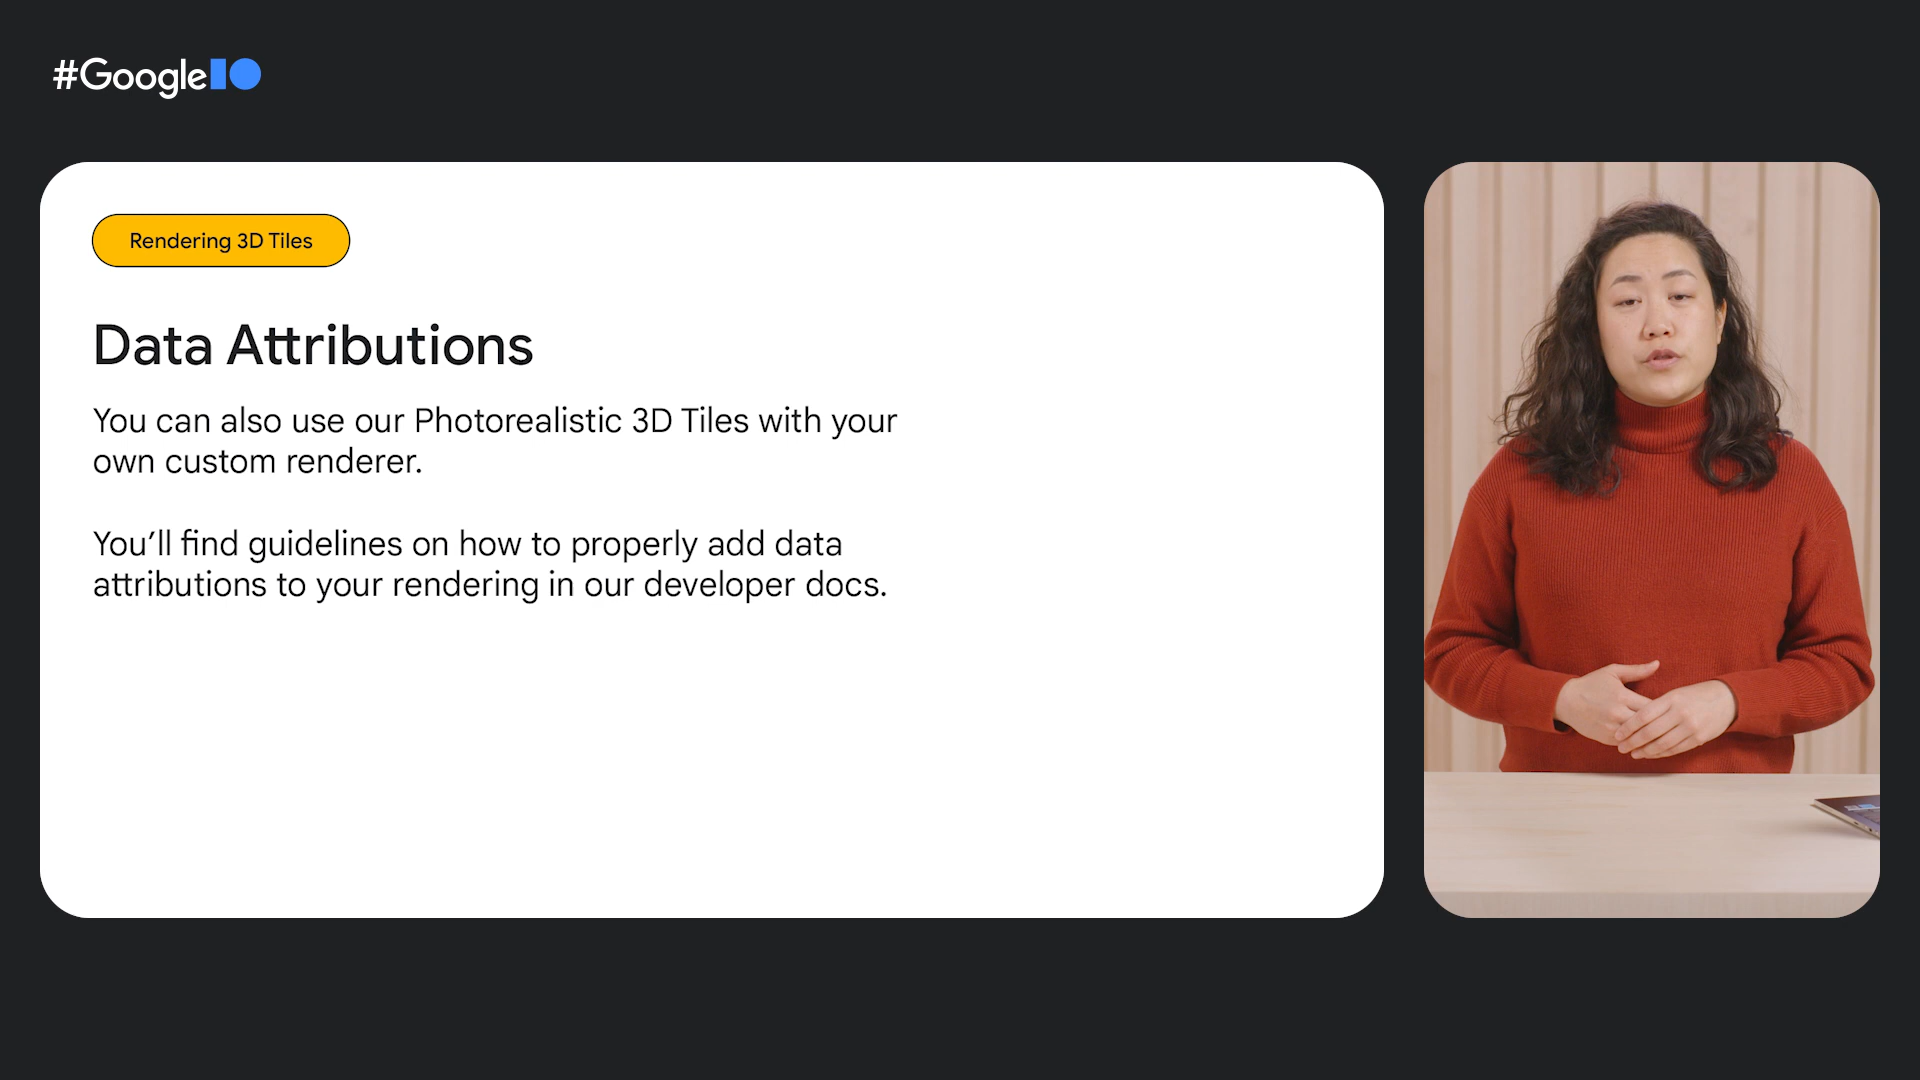 #GoogleIO
Rendering 3D Tiles
Data Attributions
You can also use our Photorealistic 3D Tiles with your
own custom renderer.
You’ll find guidelines on how to properly add data
attributions to your rendering in our developer docs.